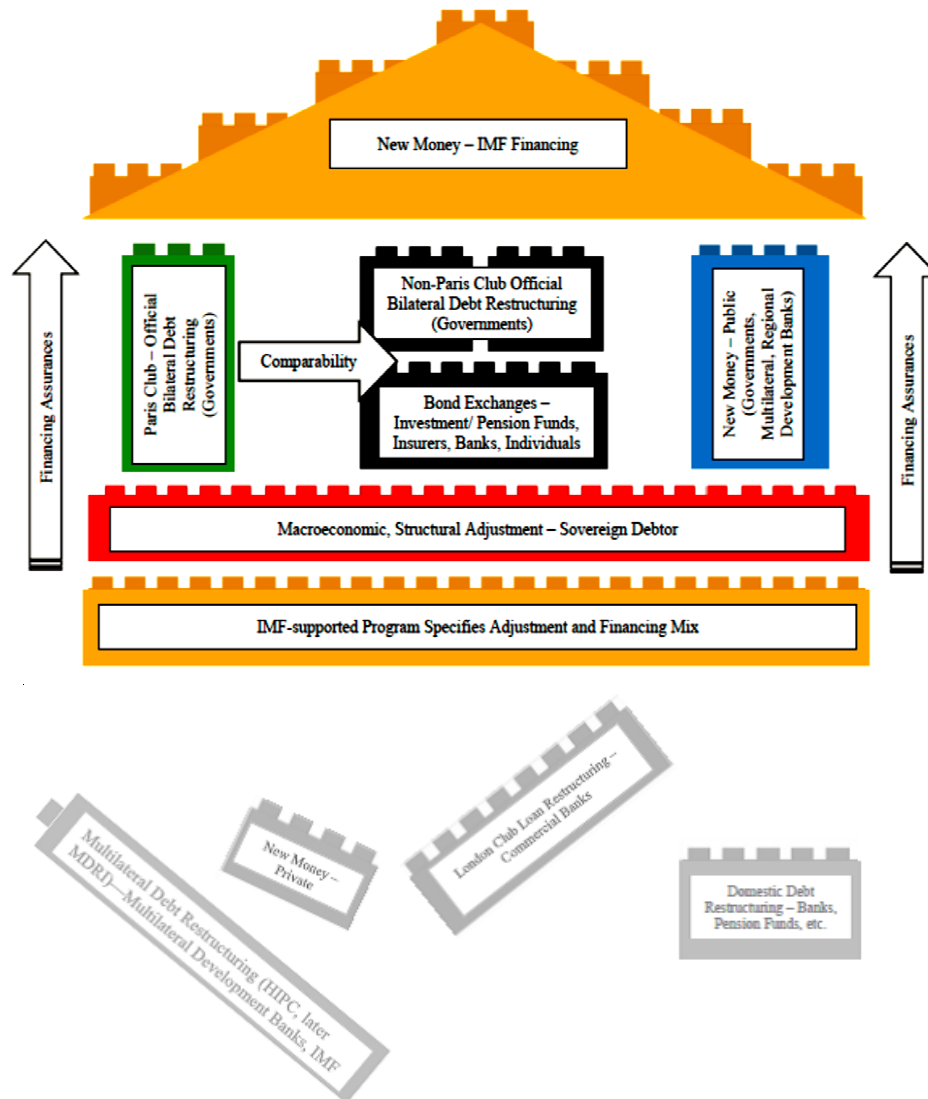 New Money – IMF Financing
Financing Assurances
Paris Club – Official
Bilateral Debt
Restructuring
(Governments)
Comparability
Non-Paris Club Official
Bilateral Debt Restructuring
(Governments)
Bond Exchanges –
Investment/ Pension Funds,
Insurers, Banks, Individuals
New Money – Public
(Governments,
Multilateral, Regional
Development Banks)
Financing Assurances
Macroeconomic, Structural Adjustment – Sovereign Debtor
IMF-supported Program Specifies Adjustment and Financing Mix
Multilateral Debt Restructuring (HIPC, later
MDRI)—Multilateral Development Banks, IMF
New Money –
Private
London Club Loan Restructuring –
Commercial Banks
Domestic Debt
Restructuring – Banks,
Pension Funds, etc.